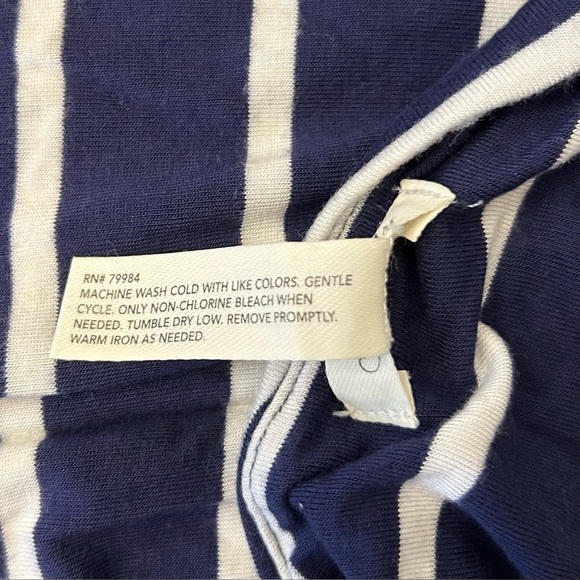 RN# 79984
MACHINE WASH COLD WITH LIKE COLORS. GENTLE
CYCLE. ONLY NON-CHLORINE BLEACH WHEN
NEEDED. TUMBLE DRY LOW. REMOVE PROMPTLY.
WARM IRON AS NEEDED.